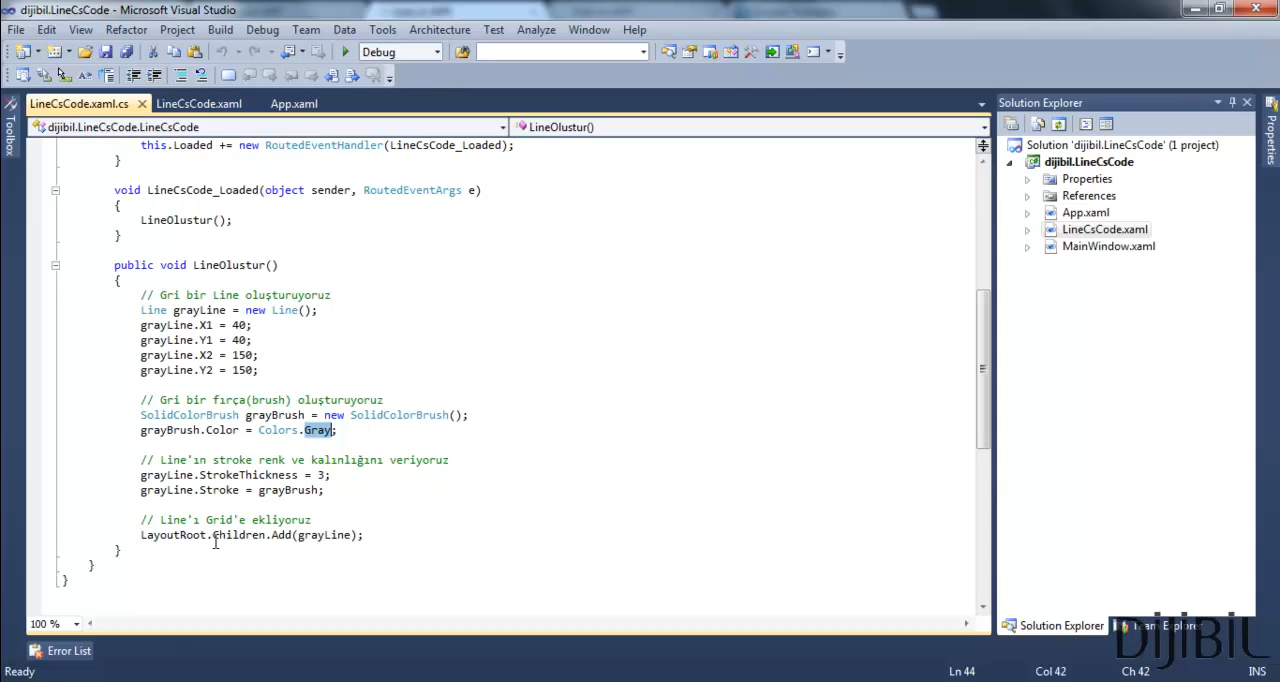 dijibil.LineCsCode - Microsoft Visual Studio
File Edit View Refactor Project Build Debug Team Data Tools Architecture Test Analyze Window Help
Debug
LineCsCode.xaml.cs LineCsCode.xaml App.xaml
dijibil.LineCsCode.LineCsCode LineOlustur()
this.Loaded += new RoutedEventHandler(LineCsCode_Loaded);
}
void LineCsCode_Loaded(object sender, RoutedEventArgs e)
{
LineOlustur();
}
public void LineOlustur()
{
// Gri bir Line oluşturuyoruz
Line grayLine = new Line();
grayLine.X1 = 40;
grayLine.Y1 = 40;
grayLine.X2 = 150;
grayLine.Y2 = 150;
// Gri bir fırça(brush) oluşturuyoruz
SolidColorBrush grayBrush = new SolidColorBrush();
grayBrush.Color = Colors.Gray;
// Line'ın stroke renk ve kalınlığını veriyoruz
grayLine.StrokeThickness = 3;
grayLine.Stroke = grayBrush;
// Line'ı Grid'e ekliyoruz
LayoutRoot.Children.Add(grayLine);
}
}
}
100 %
Toolbox
Solution Explorer
Solution 'dijibil.LineCsCode' (1 project)
dijibil.LineCsCode
Properties
References
App.xaml
LineCsCode.xaml
MainWindow.xaml
Properties
Solution Explorer Team Explorer
DİJİBİL
Error List
Ready Ln 44 Col 42 Ch 42 INS